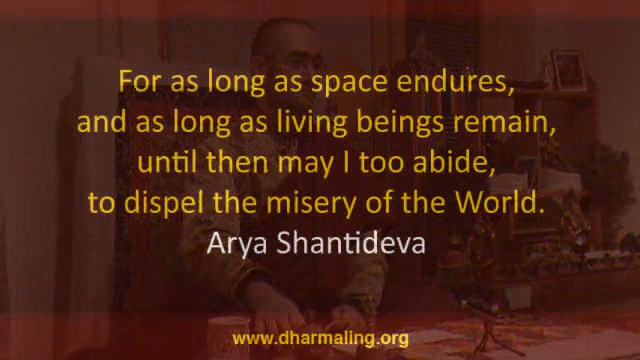 For as long as space endures,
and as long as living beings remain,
until then may I too abide,
to dispel the misery of the World.
Arya Shantideva
www.dharmaling.org